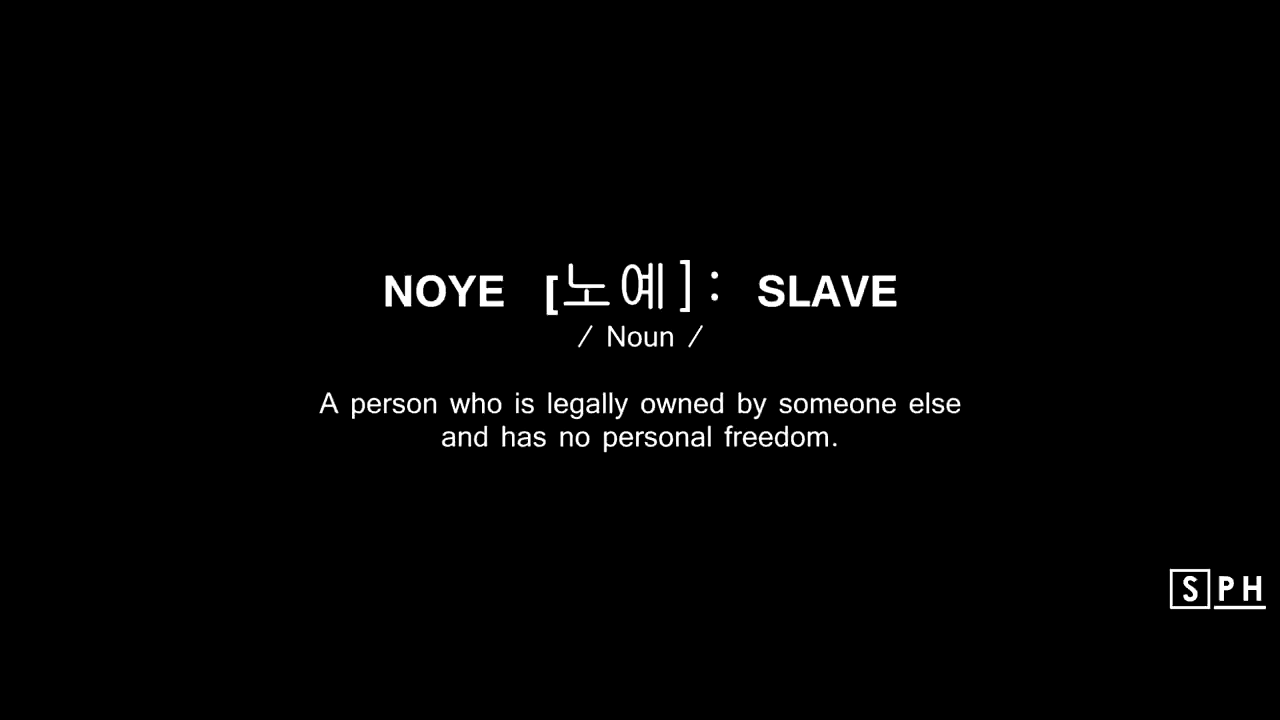 NOYE [노예]: SLAVE
/ Noun /
A person who is legally owned by someone else
and has no personal freedom.
SPH